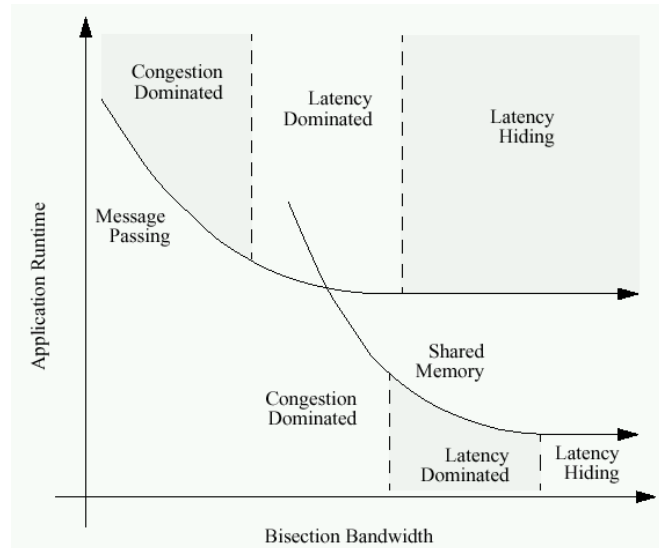 Congestion
Dominated
Latency
Dominated
Latency
Hiding
Message
Passing
Application Runtime
Shared
Memory
Congestion
Dominated
Latency
Dominated
Latency
Hiding
Bisection Bandwidth